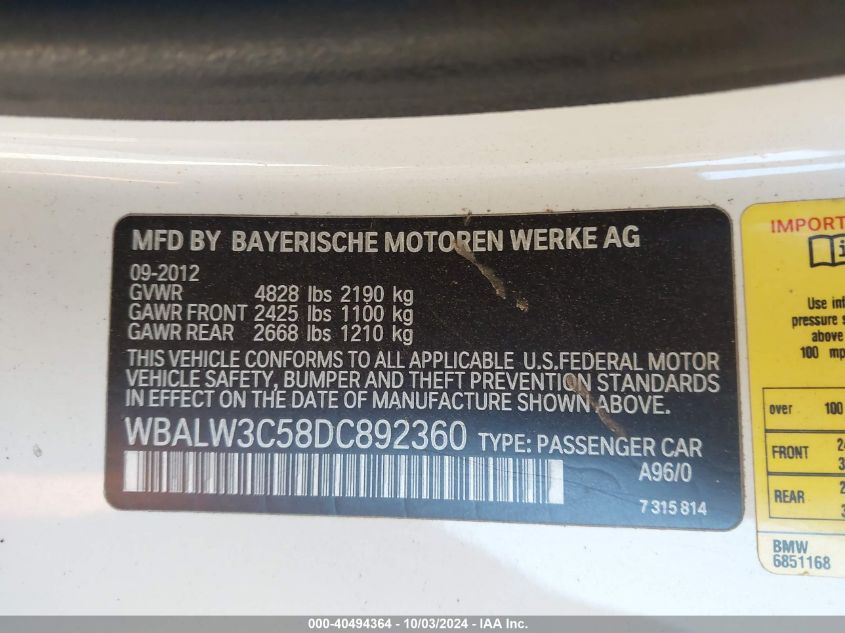 MFD BY BAYERISCHE MOTOREN WERKE AG
09-2012
GVWR 4828 lbs 2190 kg
GAWR FRONT 2425 lbs 1100 kg
GAWR REAR 2668 lbs 1210 kg
THIS VEHICLE CONFORMS TO ALL APPLICABLE U.S.FEDERAL MOTOR
VEHICLE SAFETY, BUMPER AND THEFT PREVENTION STANDARDS
IN EFFECT ON THE DATE OF MANUFACTURE SHOWN ABOVE.
WBALW3C58DC892360 TYPE: PASSENGER CAR
A96/0
7 315 814
Use
pressure
above
100
over 100
FRONT
REAR
BMW
6851168
000-40494364 - 10/03/2024 - IAA Inc.